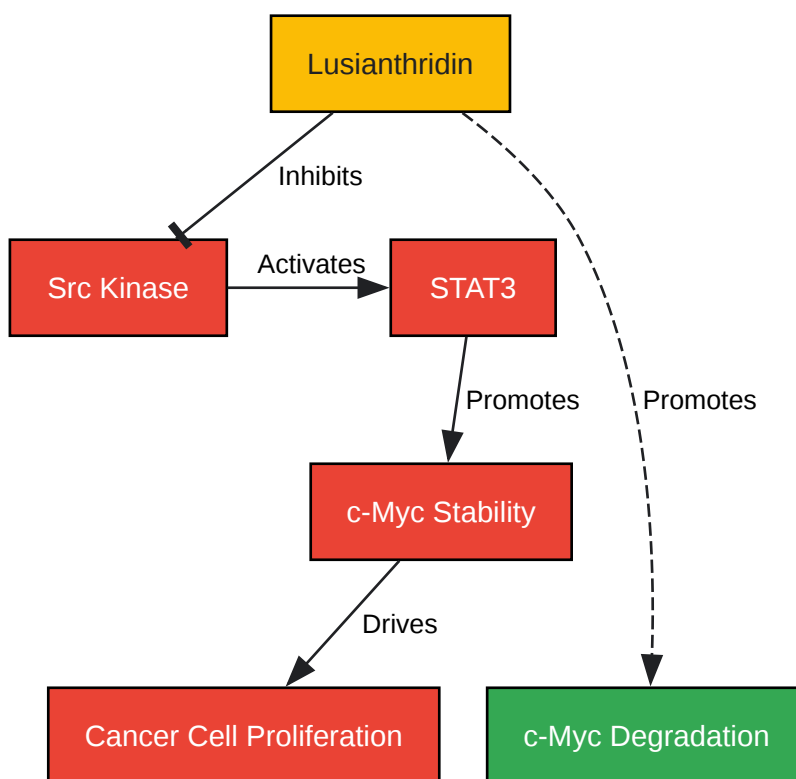 Lusianthridin
Inhibits
Src Kinase
Activates
STAT3
Promotes
Promotes
c-Myc Stability
Drives
Cancer Cell Proliferation
c-Myc Degradation